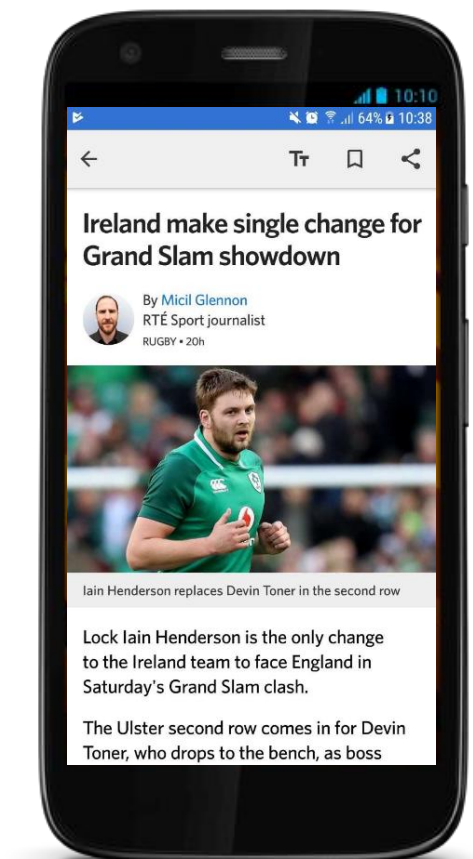 10:10
64% 10:38
TT
Ireland make single change for
Grand Slam showdown
By Micil Glennon
RTÉ Sport journalist
RUGBY • 20h
Iain Henderson replaces Devin Toner in the second row
Lock Iain Henderson is the only change
to the Ireland team to face England in
Saturday's Grand Slam clash.
The Ulster second row comes in for Devin
Toner, who drops to the bench, as boss